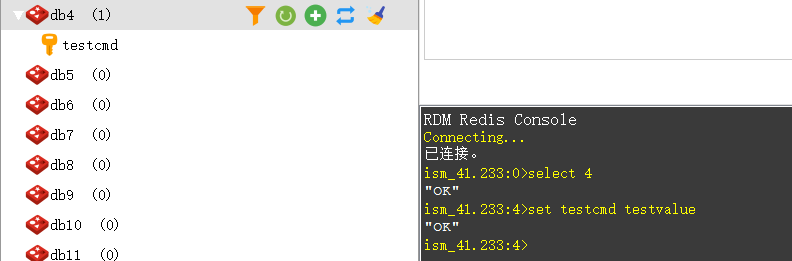 db4 (1)
testcmd
db5 (0)
db6 (0)
db7 (0)
db8 (0)
db9 (0)
db10 (0)
db11 (0)
RDM Redis Console
Connecting...
已连接。
ism_41.233:0>select 4
"OK"
ism_41.233:4>set testcmd testvalue
"OK"
ism_41.233:4>